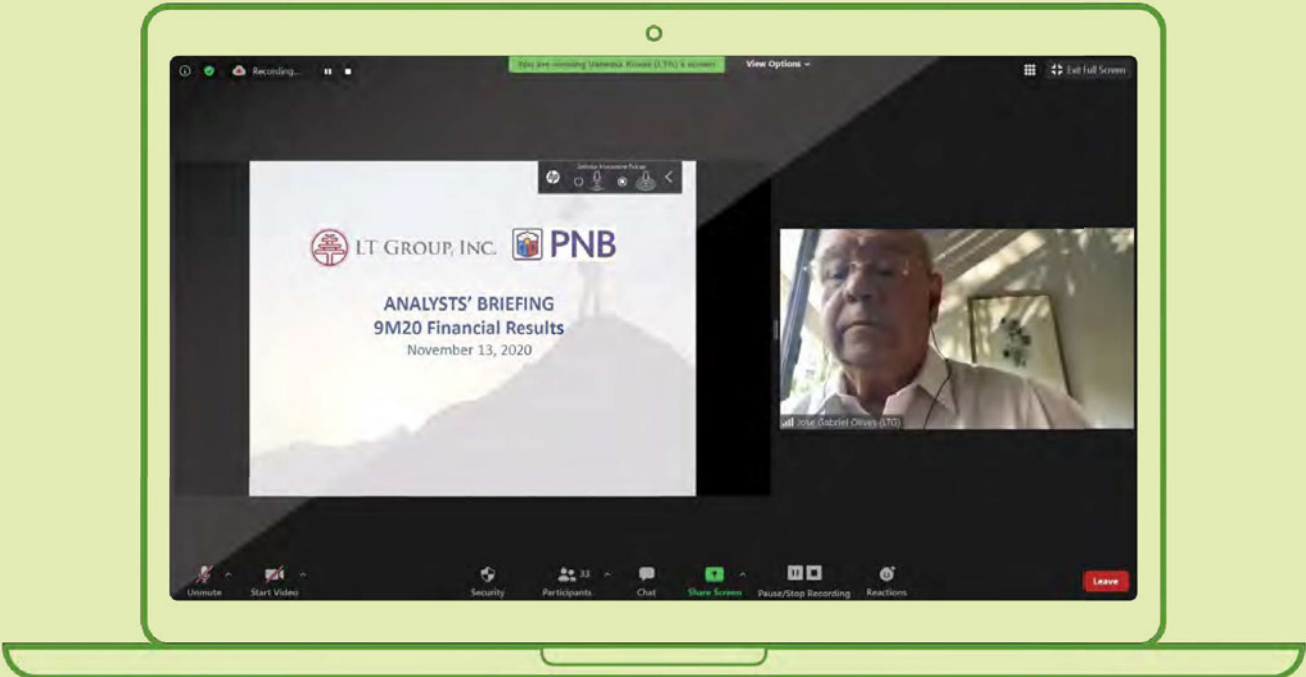 Recording...
You are viewing Vanessa (LTG)'s screen
View Options
Exit Full Screen
hp
LT GROUP, INC.
PNB
ANALYSTS' BRIEFING
9M20 Financial Results
November 13, 2020
Jose Gabriel Olives (LTG)
Unmute
Start Video
Security
Participants
33
Chat
Share Screen
Pause/Stop Recording
Reactions
Leave